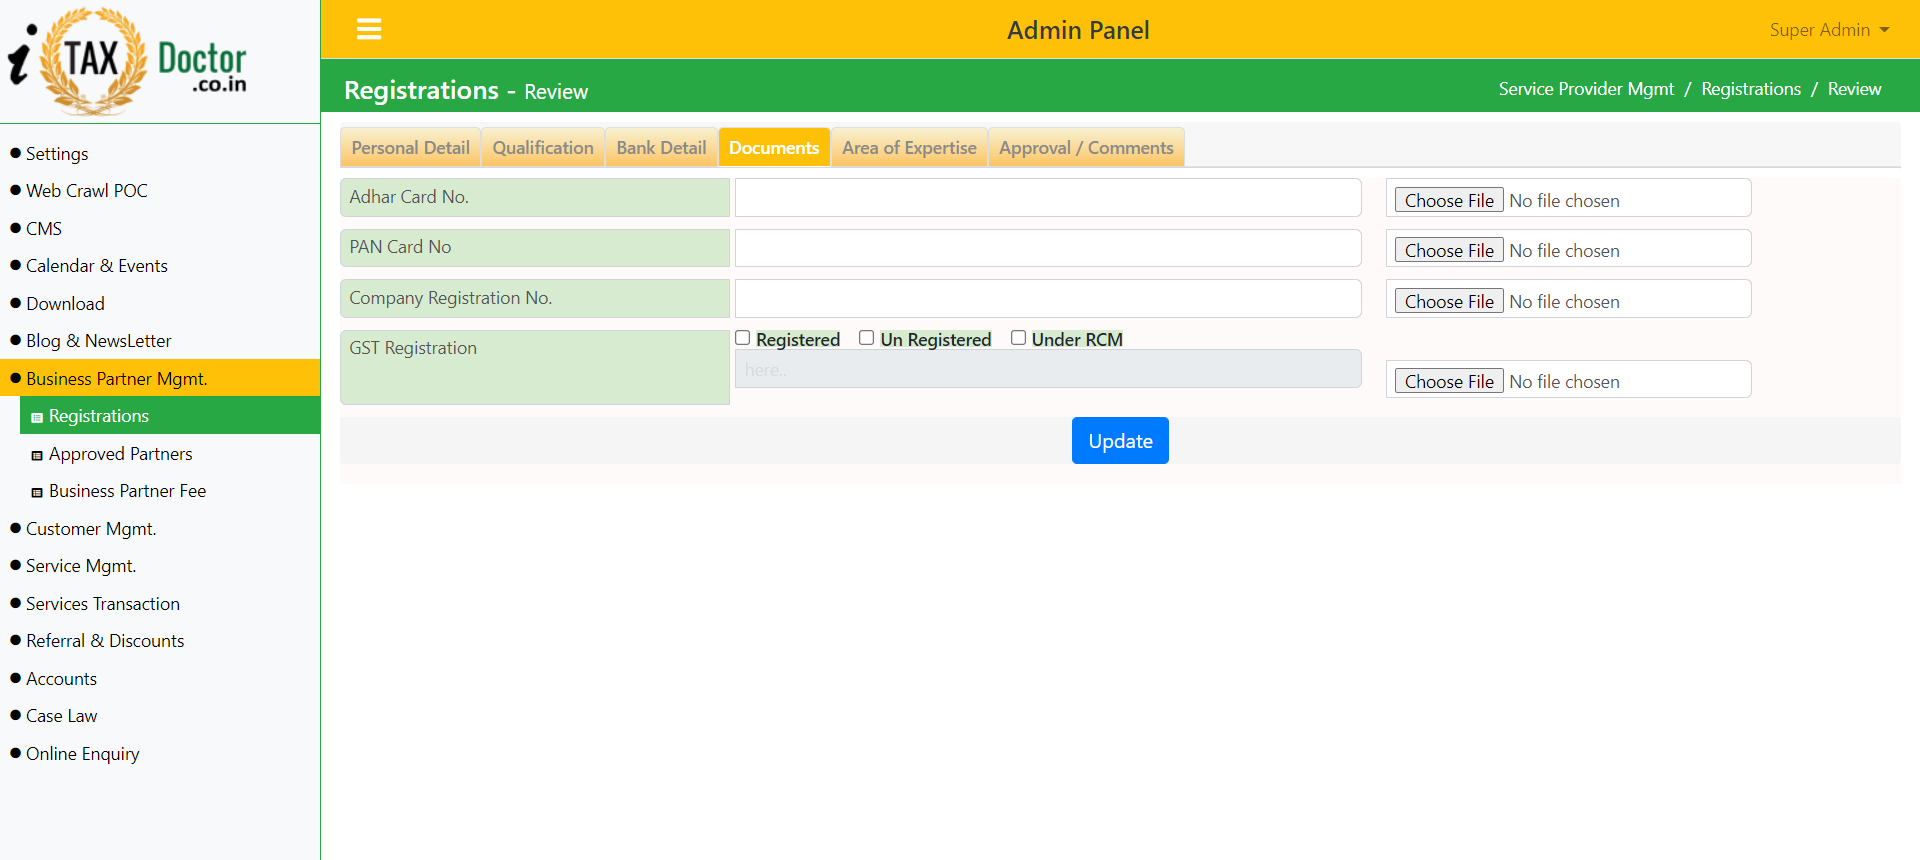 i TAX Doctor
.co.in
Admin Panel
Super Admin
Registrations - Review
Service Provider Mgmt / Registrations / Review
Settings
Web Crawl POC
CMS
Calendar & Events
Download
Blog & NewsLetter
Business Partner Mgmt.
Registrations
Approved Partners
Business Partner Fee
Customer Mgmt.
Service Mgmt.
Services Transaction
Referral & Discounts
Accounts
Case Law
Online Enquiry
Personal Detail Qualification Bank Detail Documents Area of Expertise Approval / Comments
Adhar Card No. Choose File No file chosen
PAN Card No Choose File No file chosen
Company Registration No. Choose File No file chosen
GST Registration Registered Un Registered Under RCM
here.. Choose File No file chosen
Update